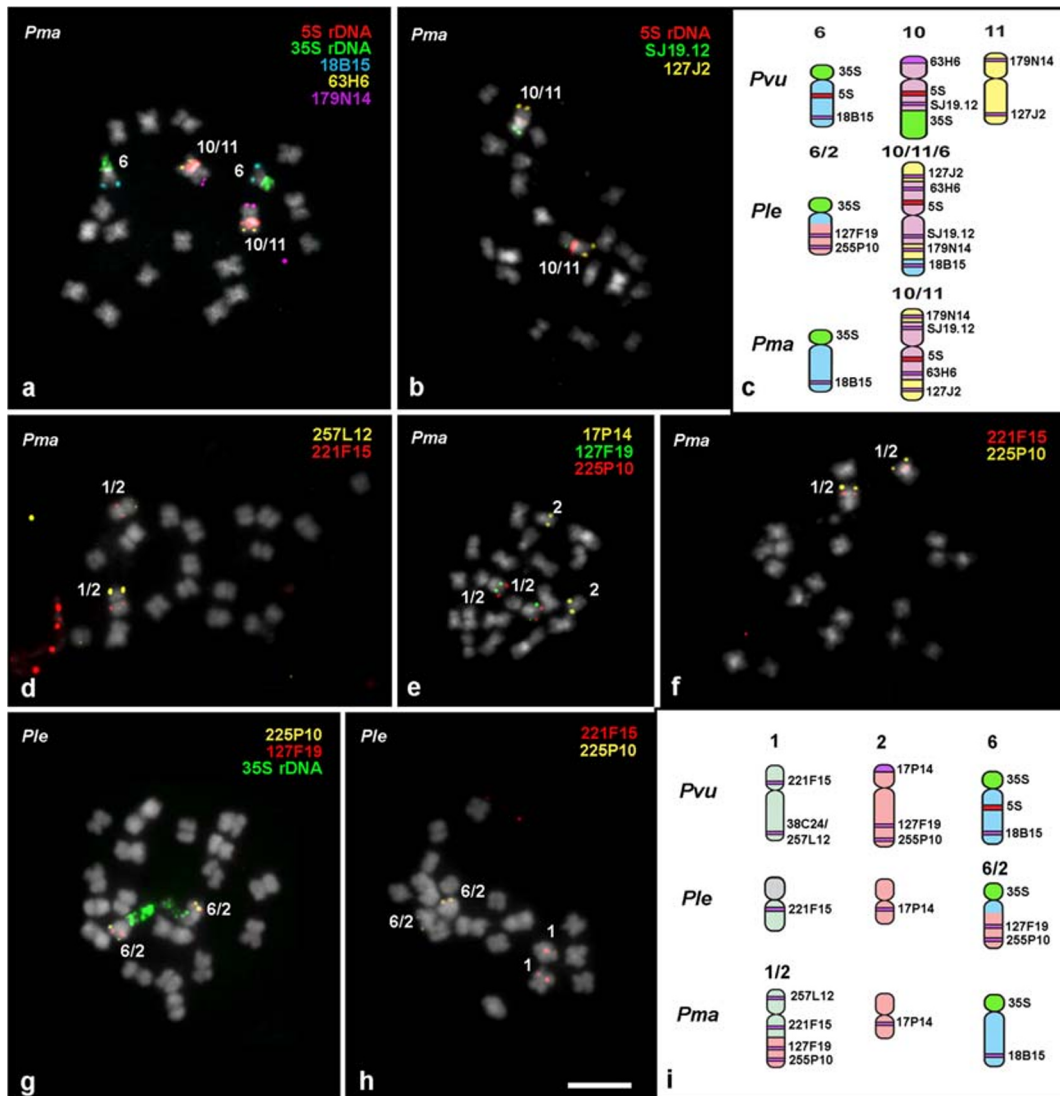 Pma
5S rDNA
35S rDNA
18B15
63H6
179N14
10/11
6
6
10/11
a
Pma
5S rDNA
SJ19.12
127J2
10/11
10/11
b
6
10
11
Pvu
35S
5S
18B15
63H6
5S
SJ19.12
35S
179N14
127J2
6/2
10/11/6
Ple
35S
127F19
255P10
127J2
63H6
5S
SJ19.12
179N14
18B15
10/11
Pma
35S
18B15
179N14
SJ19.12
5S
63H6
127J2
c
Pma
257L12
221F15
1/2
1/2
d
Pma
17P14
127F19
225P10
2
1/2
1/2
2
e
Pma
221F15
225P10
1/2
1/2
f
Ple
225P10
127F19
35S rDNA
6/2
6/2
g
Ple
221F15
225P10
6/2
6/2
1
1
h
1
2
6
Pvu
221F15
38C24/
257L12
17P14
127F19
255P10
35S
5S
18B15
6/2
Ple
221F15
17P14
35S
127F19
255P10
1/2
Pma
257L12
221F15
127F19
255P10
17P14
35S
18B15
i